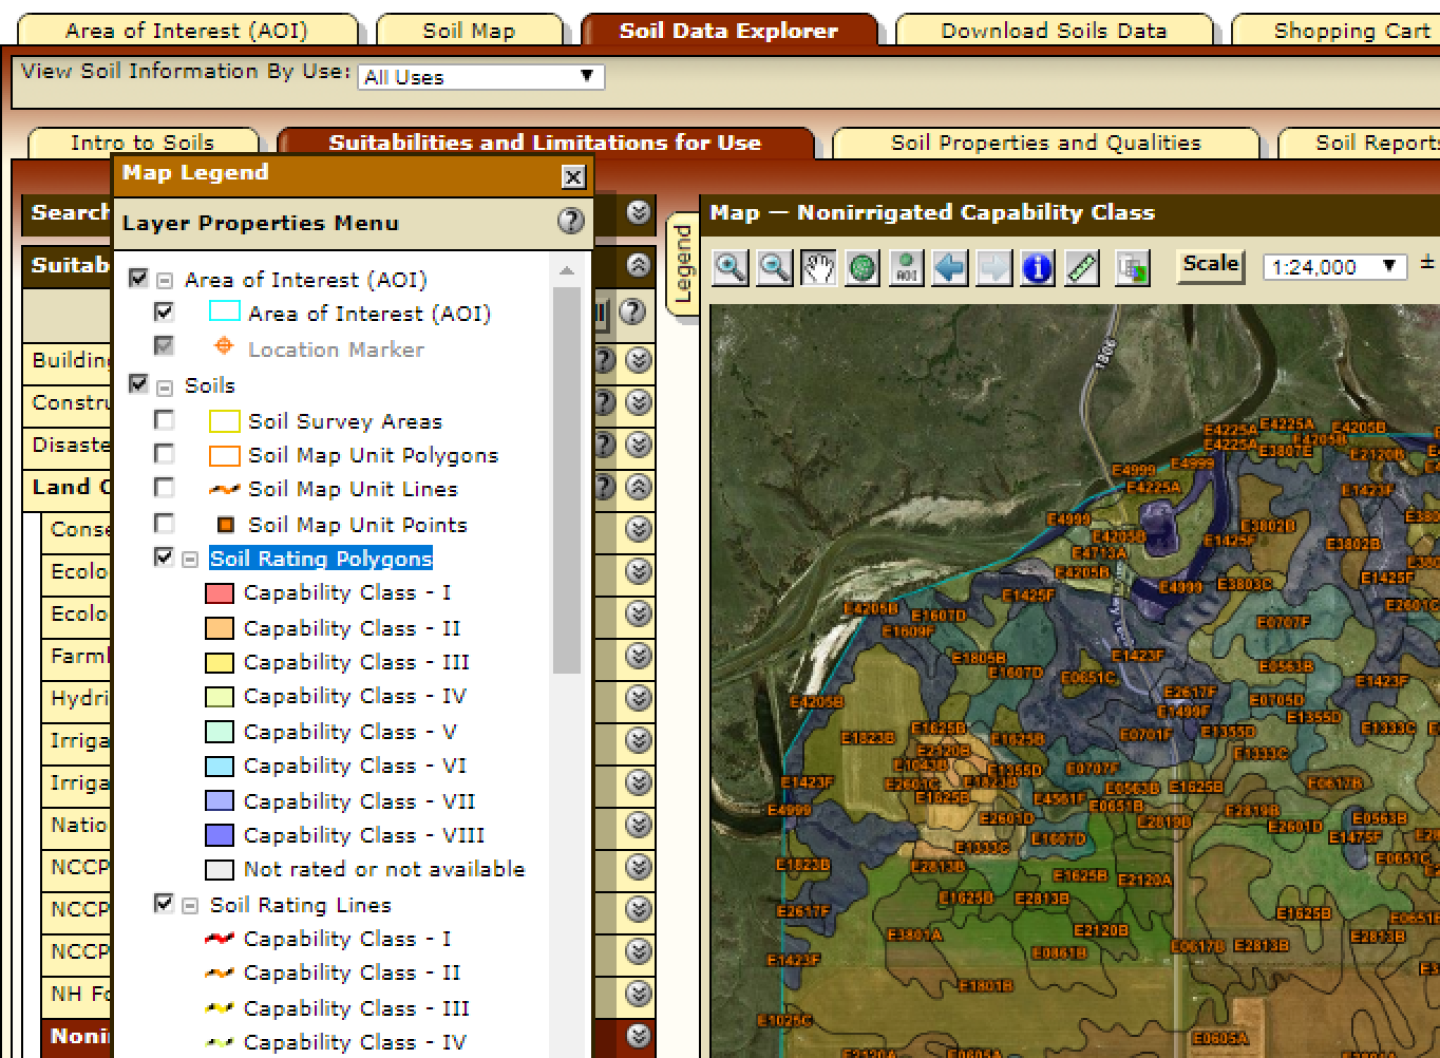 Area of Interest (AOI)
Soil Map
Soil Data Explorer
Download Soils Data
Shopping Cart
View Soil Information By Use:
All Uses
Intro to Soils
Suitabilities and Limitations for Use
Soil Properties and Qualities
Soil Reports
Map Legend
Layer Properties Menu
Area of Interest (AOI)
Area of Interest (AOI)
Location Marker
Soils
Soil Survey Areas
Soil Map Unit Polygons
Soil Map Unit Lines
Soil Map Unit Points
Soil Rating Polygons
Capability Class - I
Capability Class - II
Capability Class - III
Capability Class - IV
Capability Class - V
Capability Class - VI
Capability Class - VII
Capability Class - VIII
Not rated or not available
Soil Rating Lines
Capability Class - I
Capability Class - II
Capability Class - III
Capability Class - IV
Search
Suitab
Building
Constru
Disaste
Land C
Conse
Ecolo
Ecolo
Farml
Hydri
Irriga
Irriga
Natio
NCCP
NCCP
NCCP
NH Fo
Noni
Legend
Map — Nonirrigated Capability Class
AOI
Scale
1:24,000
±
1806
E4225A
E4225A
E4205B
E4225A
E4205B
E3807E
E2120B
E4999
E4999
E4225A
E1423F
E4999
E3802B
E4205B
E1425F
E3802B
E4713A
E4205B
E4999
E3803C
E1425F
E1425F
E4205B
E1607D
E1609F
E0707F
E1805B
E1423F
E1607D
E0651C
E0563B
E1423F
E4205B
E2617F
E1499F
E0705D
E1355D
E1823B
E1625B
E1625B
E0701F
E1355D
E1333C
E2120B
E1333C
E1355D
E0707F
E1423F
E1625B
E0563B
E1625B
E0617B
E4999
E4561F
E0651B
E2601D
E2819B
E2819B
E2601D
E0563B
E1475F
E1333C
E1607D
E1823B
E2813B
E0651C
E1625B
E2120A
E2617F
E1625B
E2813B
E1625B
E3801A
E2120B
E0617B
E2813B
E2813B
E1423F
E0861B
E1801B
E1025C
E0605A
E2120A
E0605A